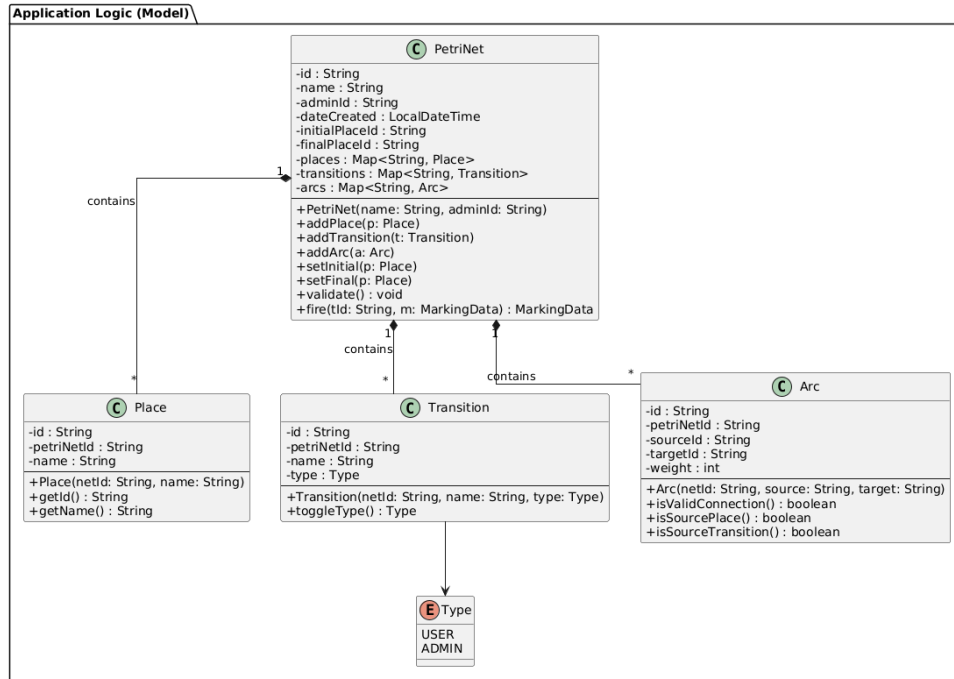 Application Logic (Model)
C PetriNet
-id : String
-name : String
-adminId : String
-dateCreated : LocalDateTime
-initialPlaceId : String
-finalPlaceId : String
-places : Map<String, Place>
-transitions : Map<String, Transition>
-arcs : Map<String, Arc>
+PetriNet(name: String, adminId: String)
+addPlace(p: Place)
+addTransition(t: Transition)
+addArc(a: Arc)
+setInitial(p: Place)
+setFinal(p: Place)
+validate() : void
+fire(tId: String, m: MarkingData) : MarkingData
1
contains
*
1
contains
*
1
contains
*
C Place
-id : String
-petriNetId : String
-name : String
+Place(netId: String, name: String)
+getId() : String
+getName() : String
C Transition
-id : String
-petriNetId : String
-name : String
-type : Type
+Transition(netId: String, name: String, type: Type)
+toggleType() : Type
C Arc
-id : String
-petriNetId : String
-sourceId : String
-targetId : String
-weight : int
+Arc(netId: String, source: String, target: String)
+isValidConnection() : boolean
+isSourcePlace() : boolean
+isSourceTransition() : boolean
E Type
USER
ADMIN